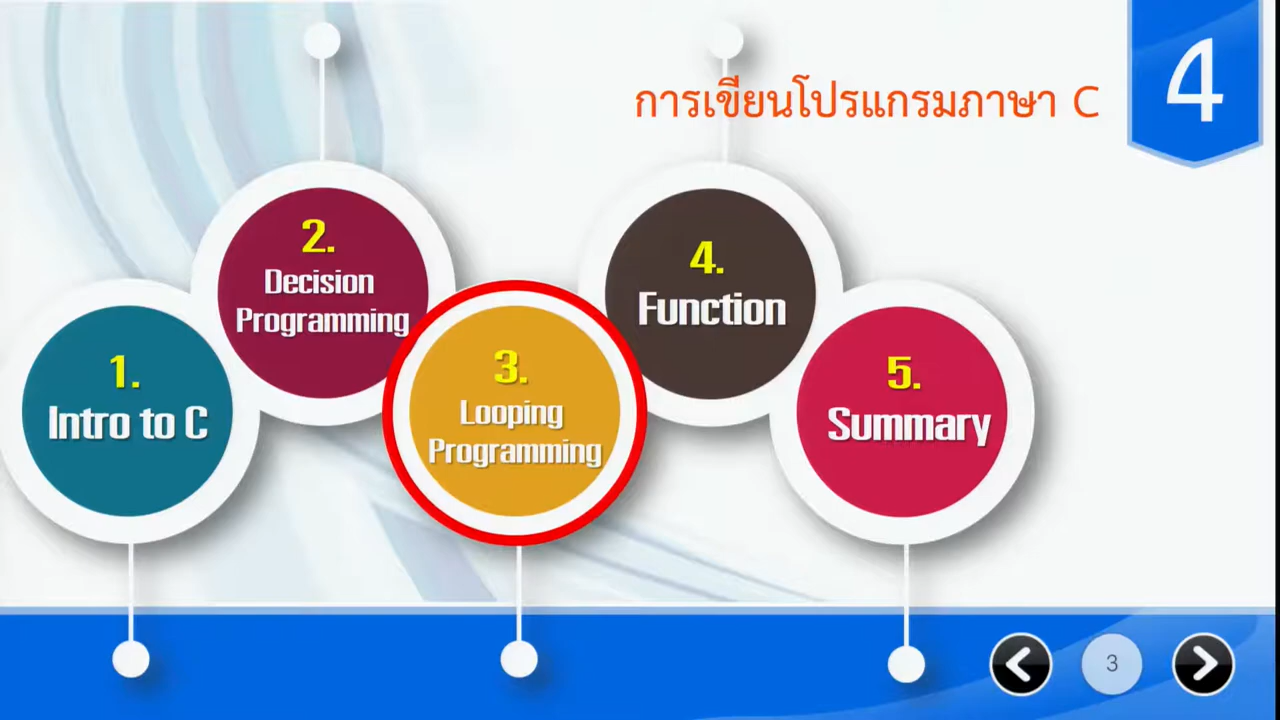 การเขียนโปรแกรมภาษา C
4
1.
Intro to C
2.
Decision
Programming
3.
Looping
Programming
4.
Function
5.
Summary
3